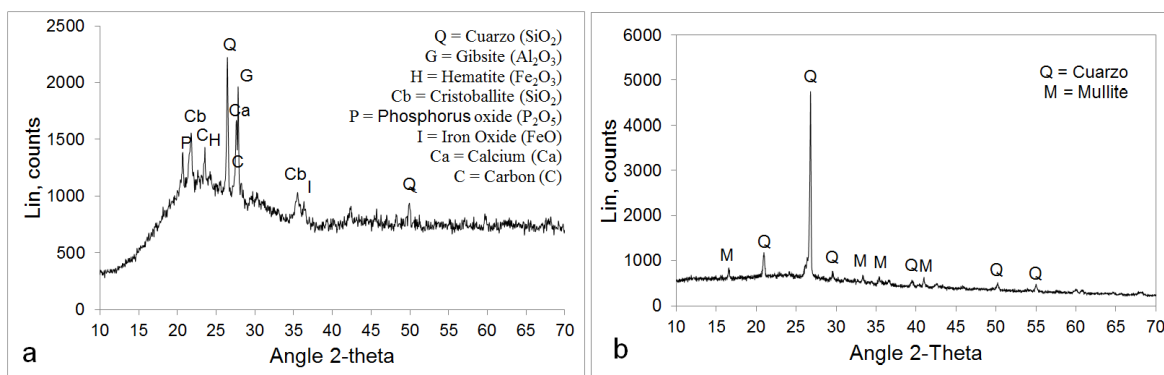 2500
2000
1500
1000
500
0
Lin, counts
Q
G
Cb
Ca
P
C
H
C
Cb
I
Q
Q = Cuarzo (SiO₂)
G = Gibsite (Al₂O₃)
H = Hematite (Fe₂O₃)
Cb = Cristoballite (SiO₂)
P = Phosphorus oxide (P₂O₅)
I = Iron Oxide (FeO)
Ca = Calcium (Ca)
C = Carbon (C)
10 15 20 25 30 35 40 45 50 55 60 65 70
Angle 2-theta
a
6000
5000
4000
3000
2000
1000
0
Lin, counts
Q
Q = Cuarzo
M = Mullite
M
Q
Q
M
M
Q
M
Q
Q
10 15 20 25 30 35 40 45 50 55 60 65 70
Angle 2-Theta
b